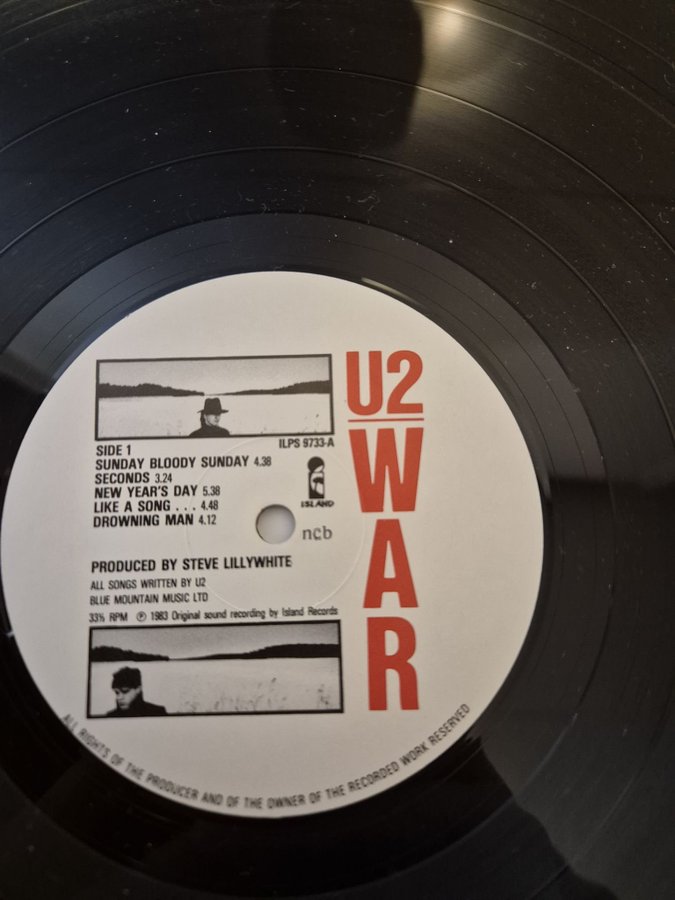 U2
WAR
ILPS 9733-A
SIDE 1
SUNDAY BLOODY SUNDAY 4.38
SECONDS 3.24
NEW YEAR'S DAY 5.38
LIKE A SONG . . . 4.48
DROWNING MAN 4.12
ISLAND
ncb
PRODUCED BY STEVE LILLYWHITE
ALL SONGS WRITTEN BY U2
BLUE MOUNTAIN MUSIC LTD
33⅓ RPM ℗ 1983 Original sound recording by Island Records
ALL RIGHTS OF THE PRODUCER AND OF THE OWNER OF THE RECORDED WORK RESERVED